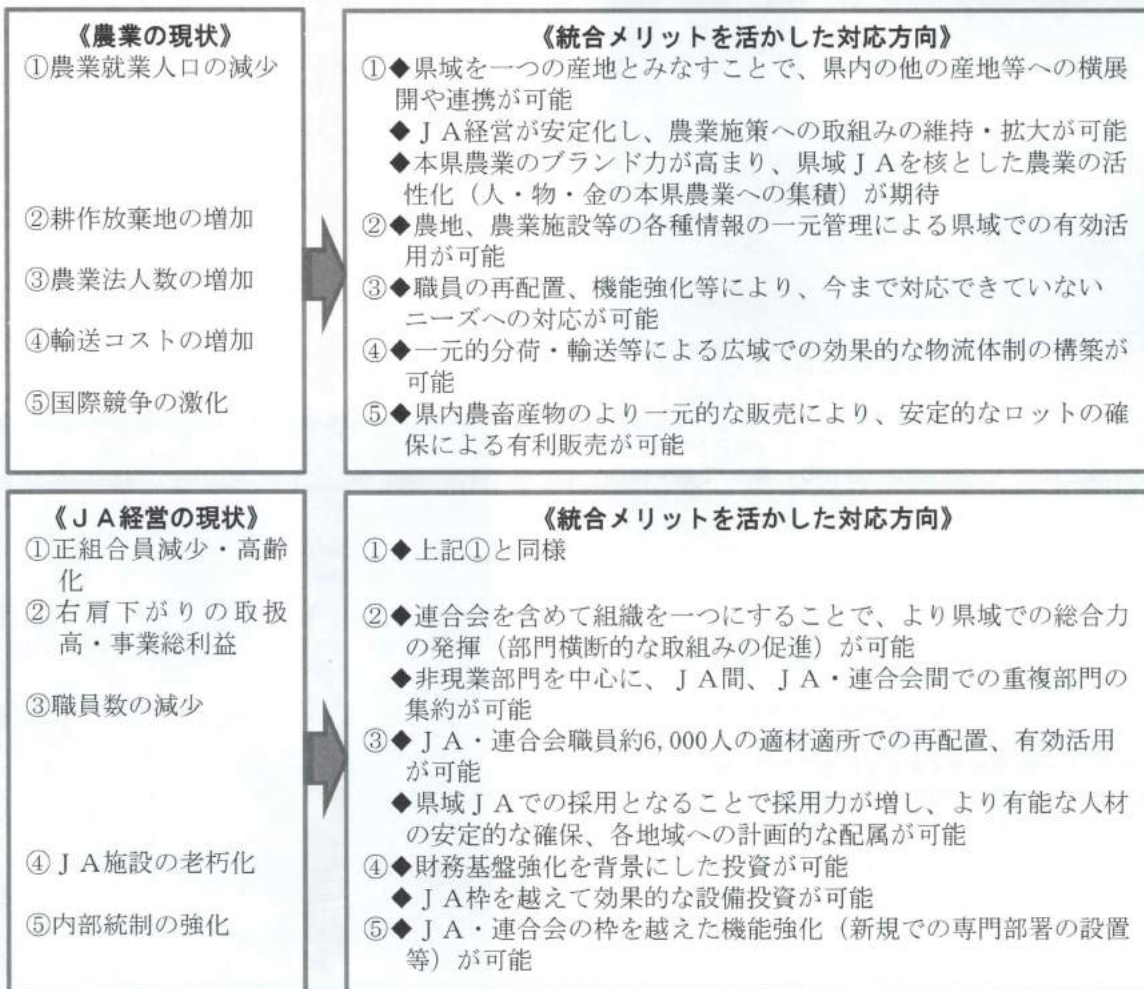 《農業の現状》
①農業就業人口の減少
②耕作放棄地の増加
③農業法人数の増加
④輸送コストの増加
⑤国際競争の激化
《統合メリットを活かした対応方向》
①◆県域を一つの産地とみなすことで、県内の他の産地等への横展
開や連携が可能
◆ＪＡ経営が安定化し、農業施策への取組みの維持・拡大が可能
◆本県農業のブランド力が高まり、県域ＪＡを核とした農業の活
性化（人・物・金の本県農業への集積）が期待
②◆農地、農業施設等の各種情報の一元管理による県域での有効活
用が可能
③◆職員の再配置、機能強化等により、今まで対応できていない
ニーズへの対応が可能
④◆一元的分荷・輸送等による広域での効果的な物流体制の構築が
可能
⑤◆県内農畜産物のより一元的な販売により、安定的なロットの確
保による有利販売が可能
《ＪＡ経営の現状》
①正組合員減少・高齢
化
②右肩下がりの取扱
高・事業総利益
③職員数の減少
④ＪＡ施設の老朽化
⑤内部統制の強化
《統合メリットを活かした対応方向》
①◆上記①と同様
②◆連合会を含めて組織を一つにすることで、より県域での総合力
の発揮（部門横断的な取組みの促進）が可能
◆非現業部門を中心に、ＪＡ間、ＪＡ・連合会間での重複部門の
集約が可能
③◆ＪＡ・連合会職員約6,000人の適材適所での再配置、有効活用
が可能
◆県域ＪＡでの採用となることで採用力が増し、より有能な人材
の安定的な確保、各地域への計画的な配属が可能
④◆財務基盤強化を背景にした投資が可能
◆ＪＡ枠を越えて効果的な設備投資が可能
⑤◆ＪＡ・連合会の枠を越えた機能強化（新規での専門部署の設置
等）が可能